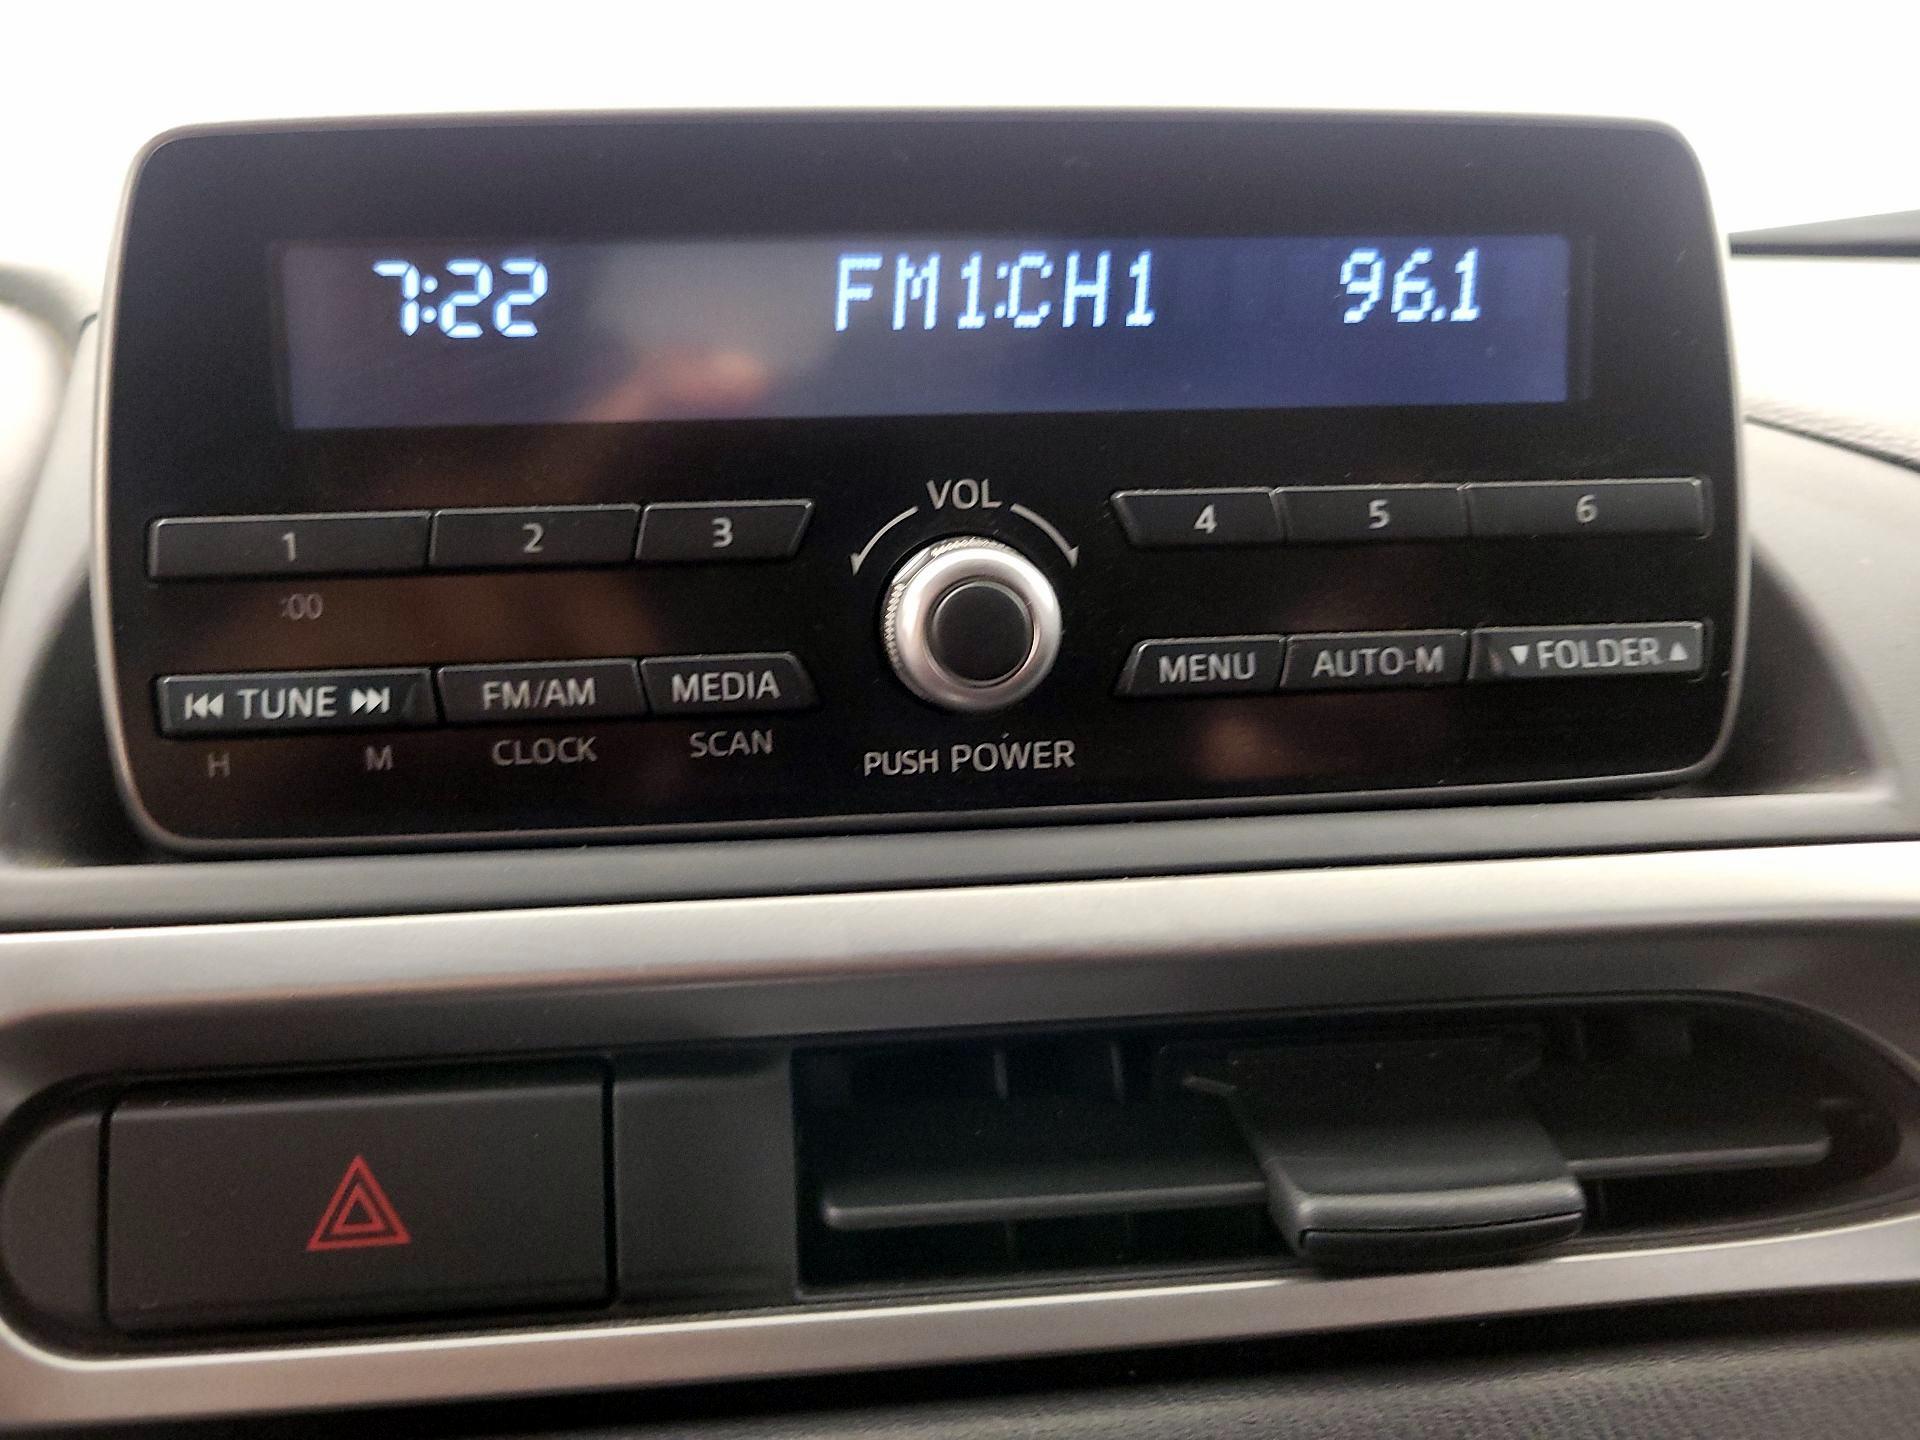 7:22 FM1:CH1 96.1
VOL
1 2 3 4 5 6
:00
TUNE FM/AM MEDIA MENU AUTO-M ▼FOLDER▲
H M CLOCK SCAN PUSH POWER